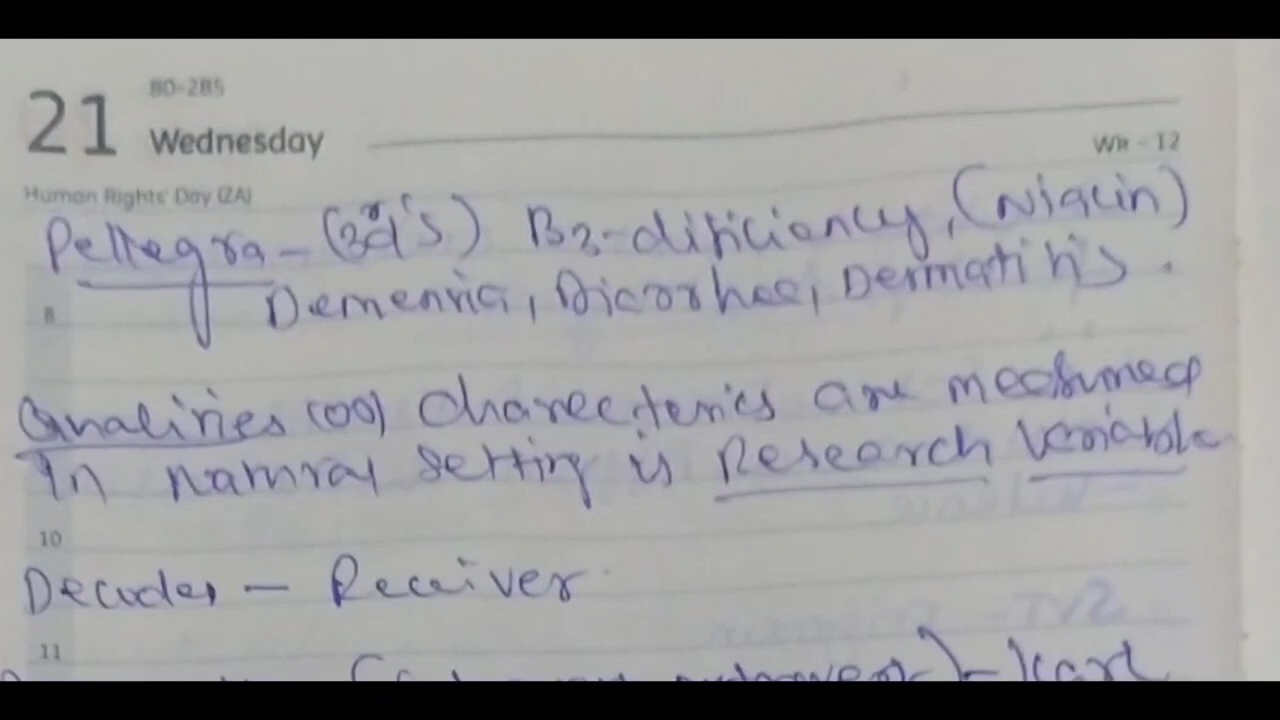 80-285
21 Wednesday
Wk - 12
Human Rights' Day (ZA)
Pellegra - (3d's) B3-dificiency, (Niacin)
8
Demenria, Diarrhea, Dermatitis.
Qualities (or) charecterics are measured
in natural setting is Research variable
10
Decoder - Receiver
11